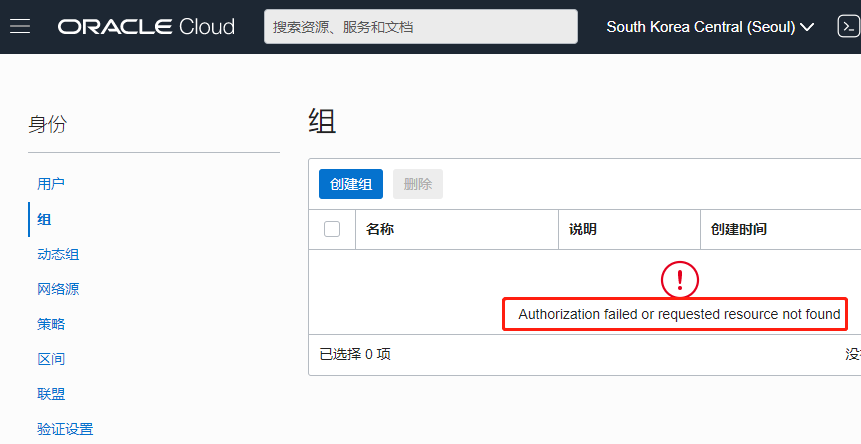 ORACLE Cloud
搜索资源、服务和文档
South Korea Central (Seoul)
身份
用户
组
动态组
网络源
策略
区间
联盟
验证设置
组
创建组
删除
名称
说明
创建时间
Authorization failed or requested resource not found
已选择 0 项